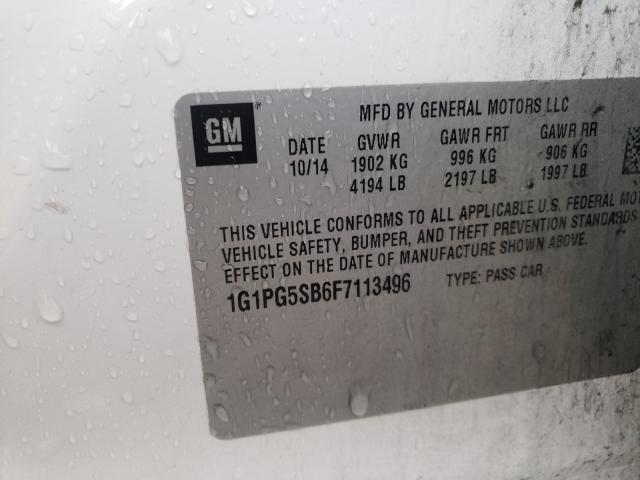 GM
MFD BY GENERAL MOTORS LLC
DATE GVWR GAWR FRT GAWR RR
10/14 1902 KG 996 KG 906 KG
4194 LB 2197 LB 1997 LB
THIS VEHICLE CONFORMS TO ALL APPLICABLE U.S. FEDERAL MOT
VEHICLE SAFETY, BUMPER, AND THEFT PREVENTION STANDARDS
EFFECT ON THE DATE OF MANUFACTURE SHOWN ABOVE.
1G1PG5SB6F7113496 TYPE: PASS CAR